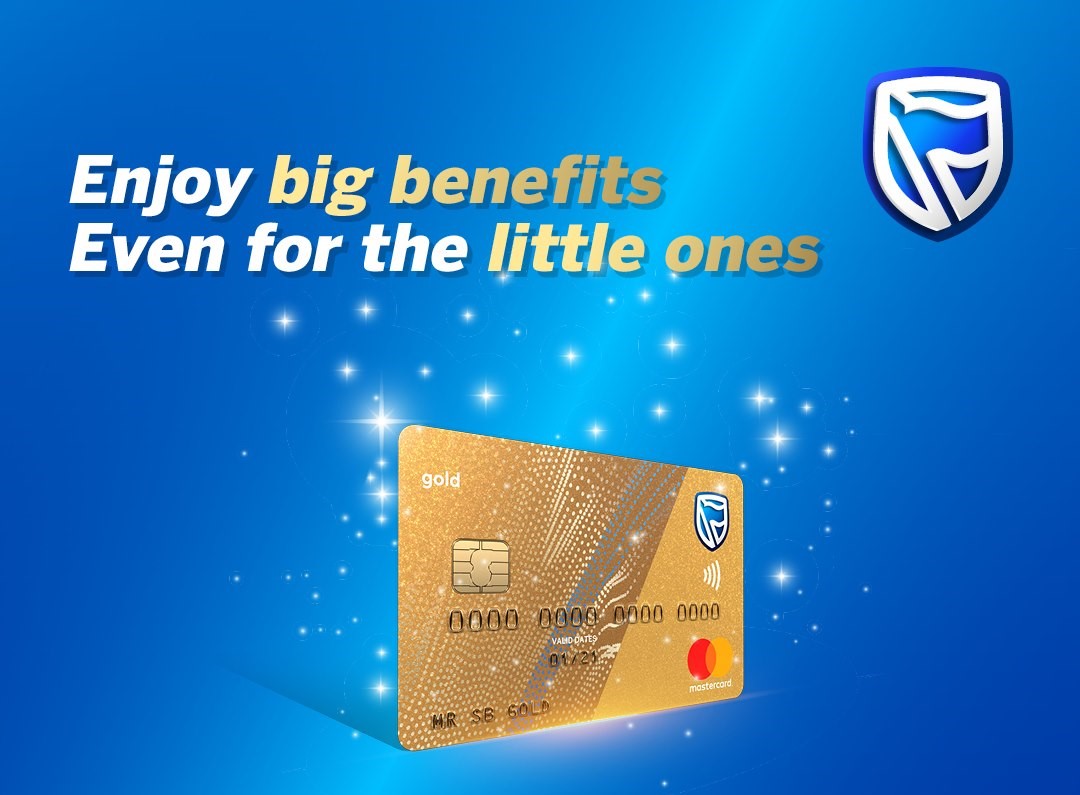 Enjoy big benefits
Even for the little ones
gold
0000 0000 0000 0000
VALID DATES
01/21
MR SB GOLD
mastercard